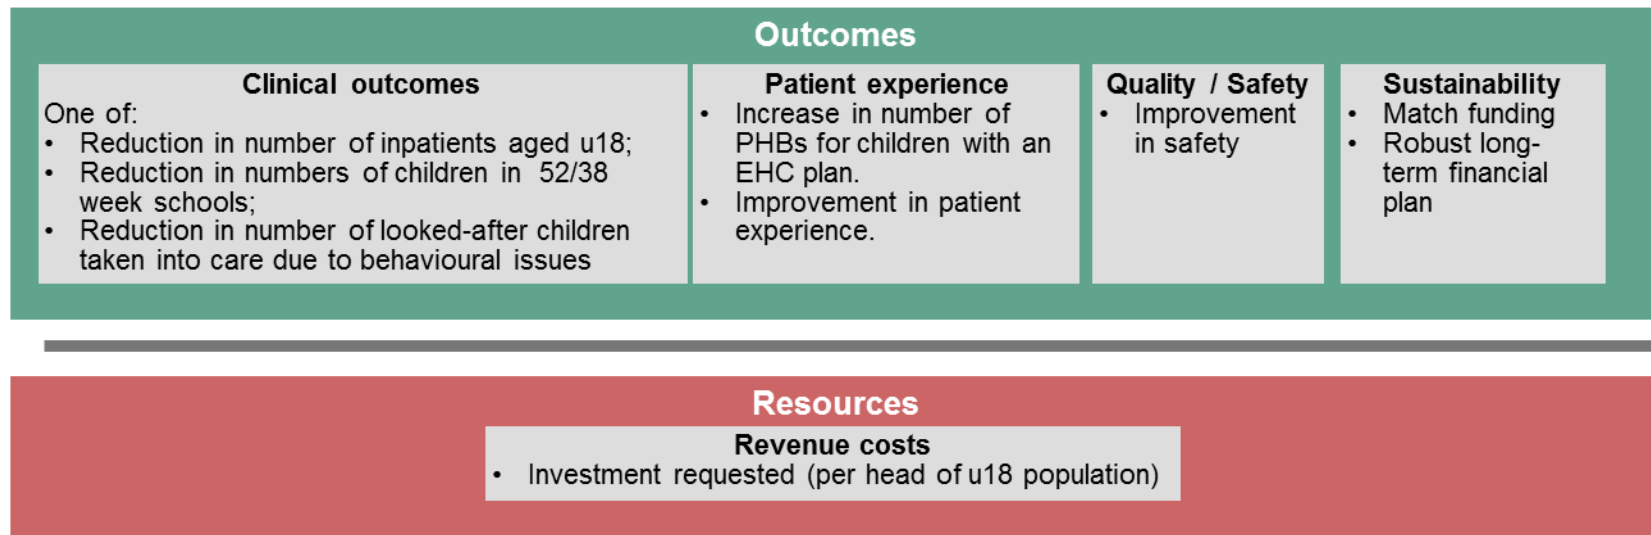 Outcomes
Clinical outcomes
One of:
• Reduction in number of inpatients aged u18;
• Reduction in numbers of children in 52/38
week schools;
• Reduction in number of looked-after children
taken into care due to behavioural issues
Patient experience
• Increase in number of
PHBs for children with an
EHC plan.
• Improvement in patient
experience.
Quality / Safety
• Improvement
in safety
Sustainability
• Match funding
• Robust long-
term financial
plan
Resources
Revenue costs
• Investment requested (per head of u18 population)